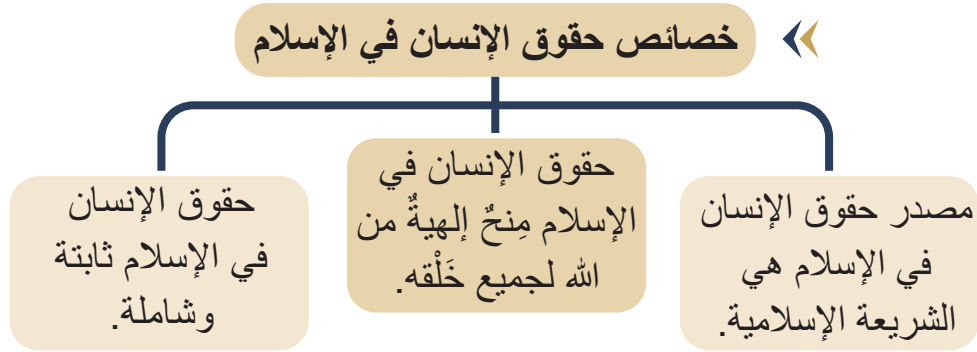 خصائص حقوق الإنسان في الإسلام
مصدر حقوق الإنسان
في الإسلام هي
الشريعة الإسلامية.
حقوق الإنسان في
الإسلام مِنحٌ إلهيةٌ من
الله لجميع خَلْقه.
حقوق الإنسان
في الإسلام ثابتة
وشاملة.